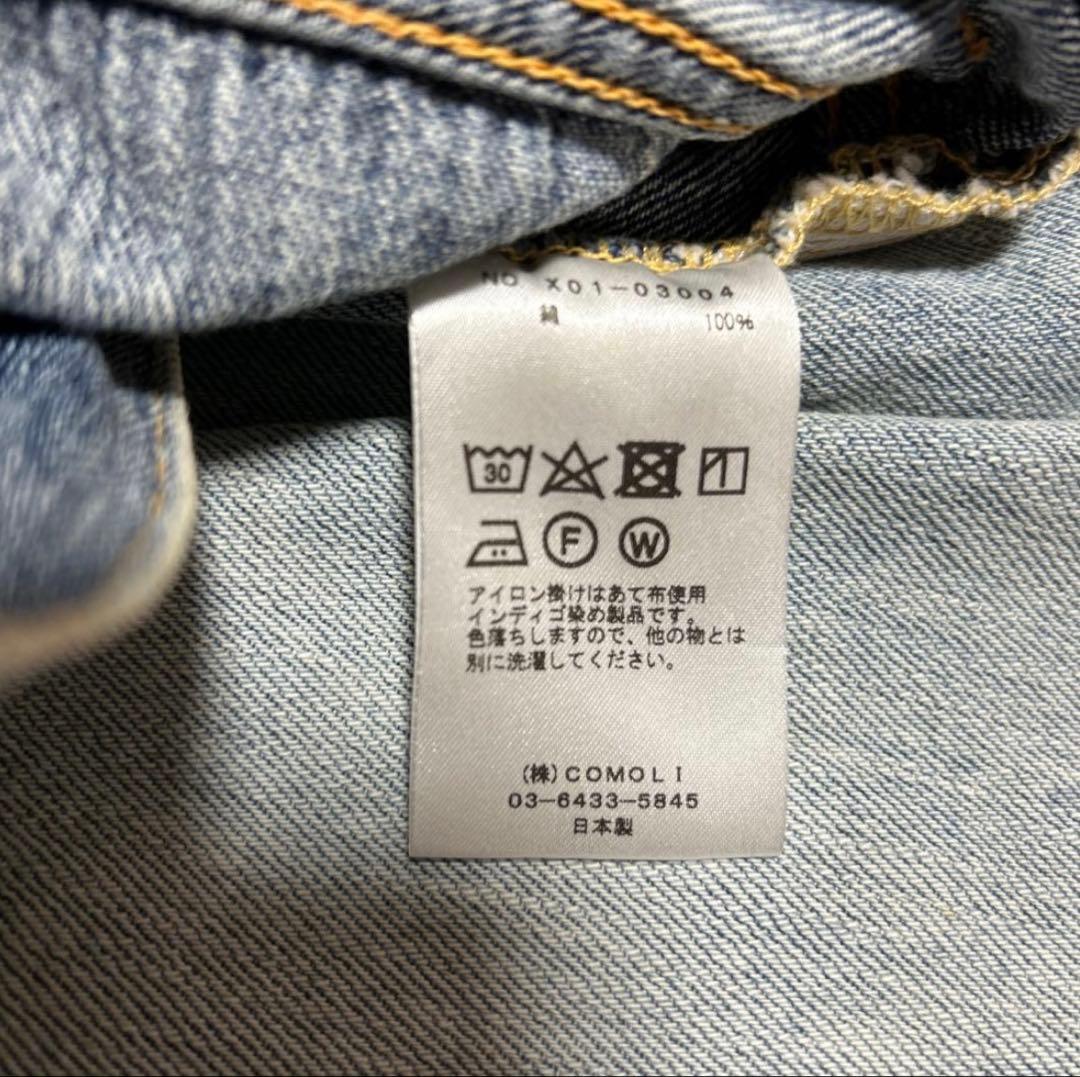 NO X01-03004
綿 100%
30
F W
アイロン掛けはあて布使用
インディゴ染め製品です。
色落ちしますので、他の物とは
別に洗濯してください。
(株)COMOLI
03-6433-5845
日本製